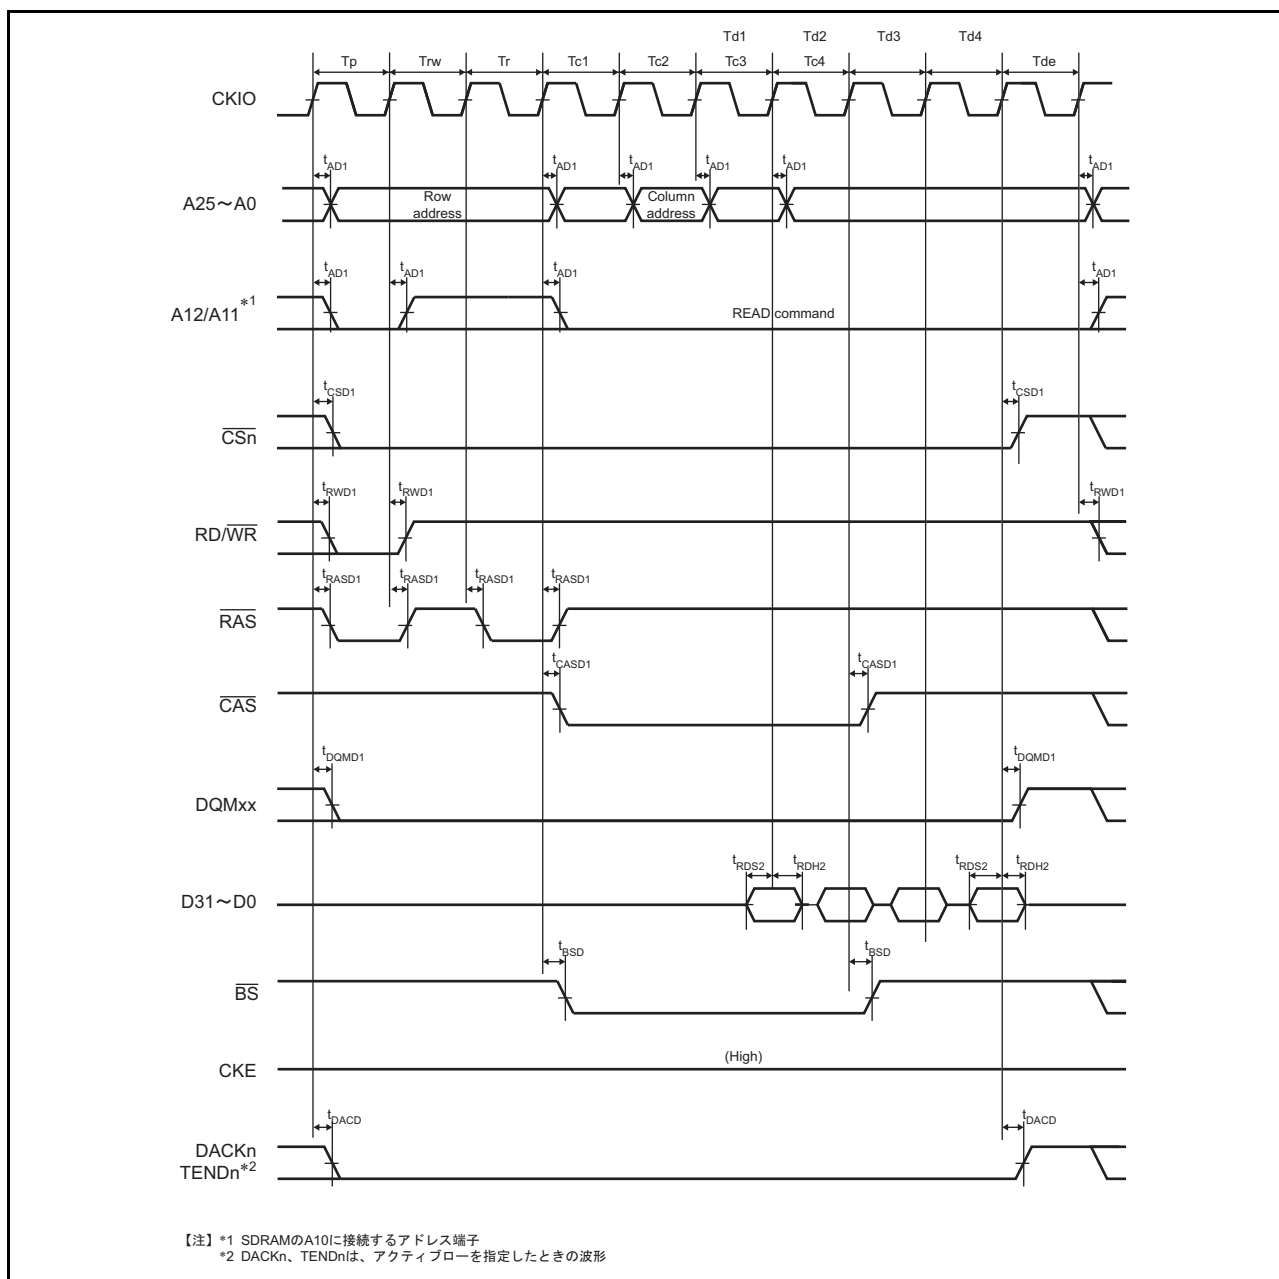 Td1 Td2 Td3 Td4
Tp Trw Tr Tc1 Tc2 Tc3 Tc4 Tde
CKIO
tAD1 tAD1 tAD1 tAD1 tAD1 tAD1
A25～A0
Row address
Column address
tAD1 tAD1 tAD1 tAD1
A12/A11*1
READ command
tCSD1 tCSD1
CSn
tRWD1 tRWD1 tRWD1
RD/WR
tRASD1 tRASD1 tRASD1 tRASD1
RAS
tCASD1 tCASD1
CAS
tDQMD1 tDQMD1
DQMxx
tRDS2 tRDH2 tRDS2 tRDH2
D31～D0
tBSD tBSD
BS
(High)
CKE
tDACD tDACD
DACKn
TENDn*2
【注】*1 SDRAMのA10に接続するアドレス端子
*2 DACKn、TENDnは、アクティブローを指定したときの波形